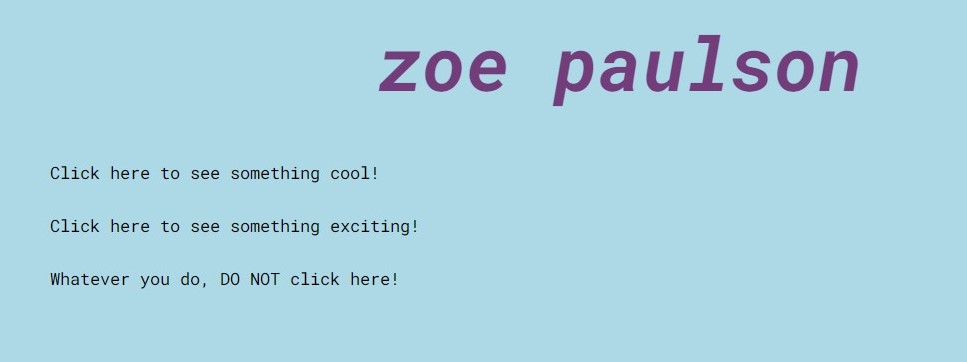 zoe paulson
Click here to see something cool!
Click here to see something exciting!
Whatever you do, DO NOT click here!